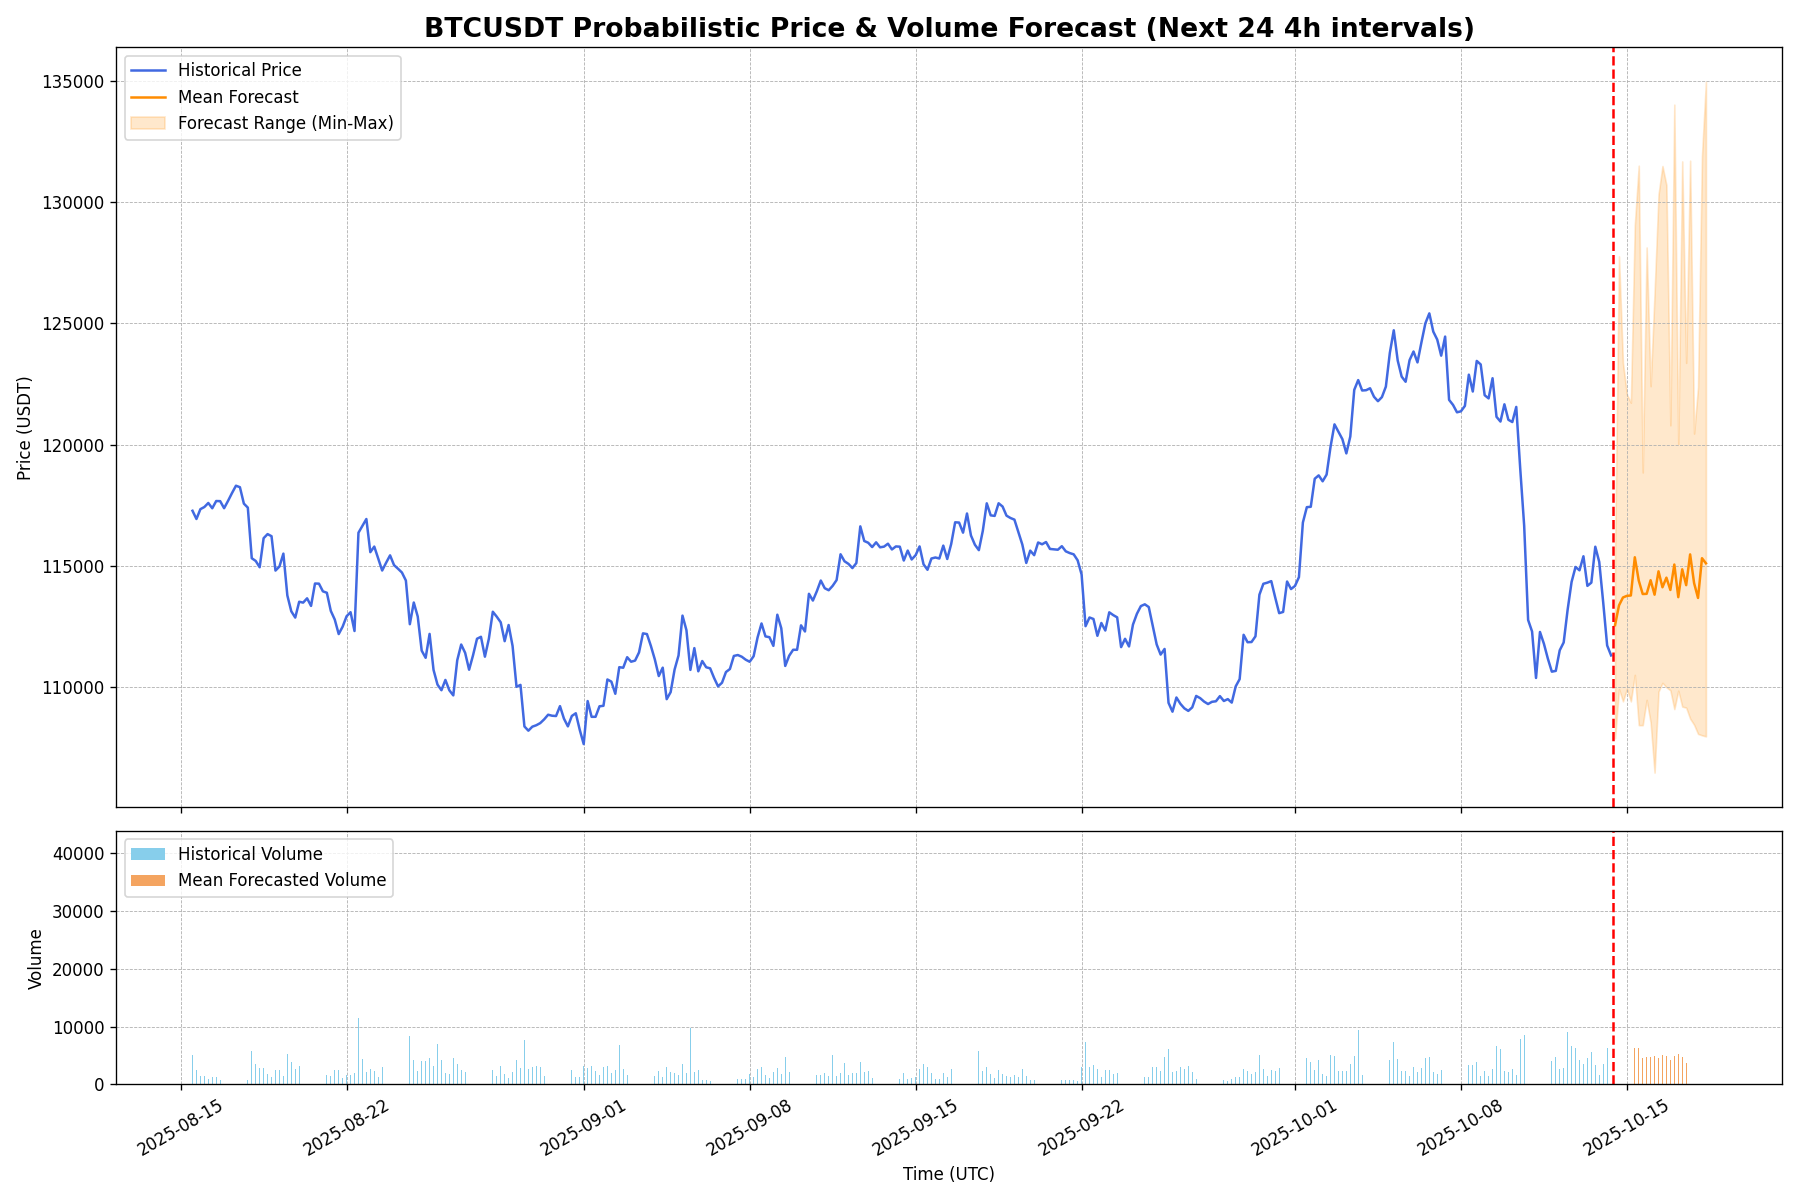 BTCUSDT Probabilistic Price & Volume Forecast (Next 24 4h intervals)
Historical Price
Mean Forecast
Forecast Range (Min-Max)
135000
130000
125000
120000
115000
110000
Price (USDT)
Historical Volume
Mean Forecasted Volume
40000
30000
20000
10000
0
Volume
2025-08-15
2025-08-22
2025-09-01
2025-09-08
2025-09-15
2025-09-22
2025-10-01
2025-10-08
2025-10-15
Time (UTC)